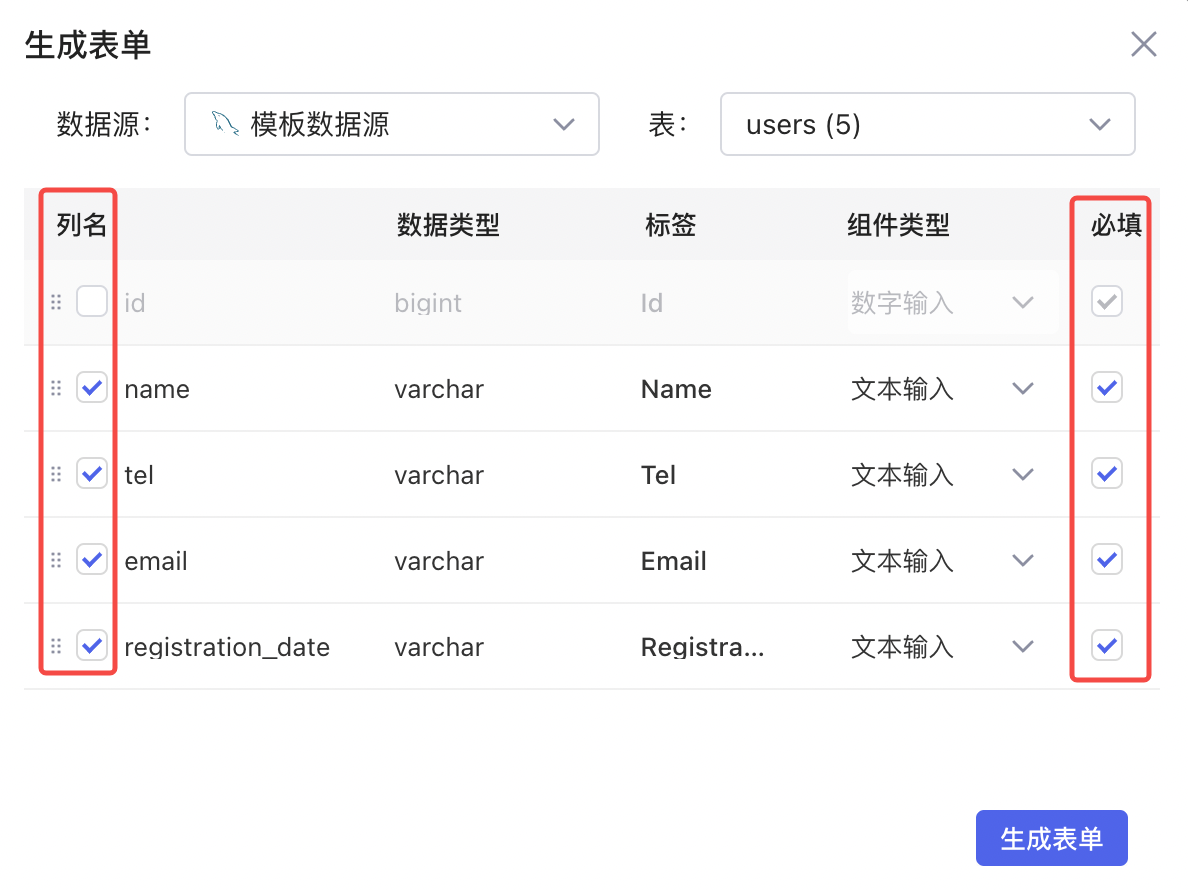 生成表单
数据源： 模板数据源 表： users (5)
列名 数据类型 标签 组件类型 必填
id bigint Id 数字输入
name varchar Name 文本输入
tel varchar Tel 文本输入
email varchar Email 文本输入
registration_date varchar Registra... 文本输入
生成表单